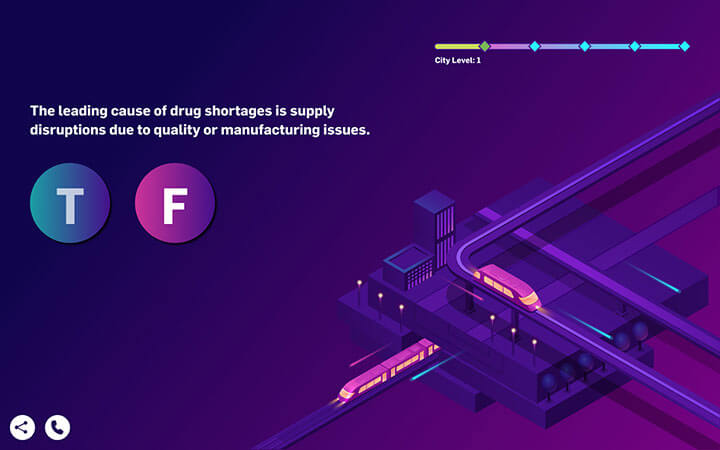 City Level: 1
The leading cause of drug shortages is supply
disruptions due to quality or manufacturing issues.
T F